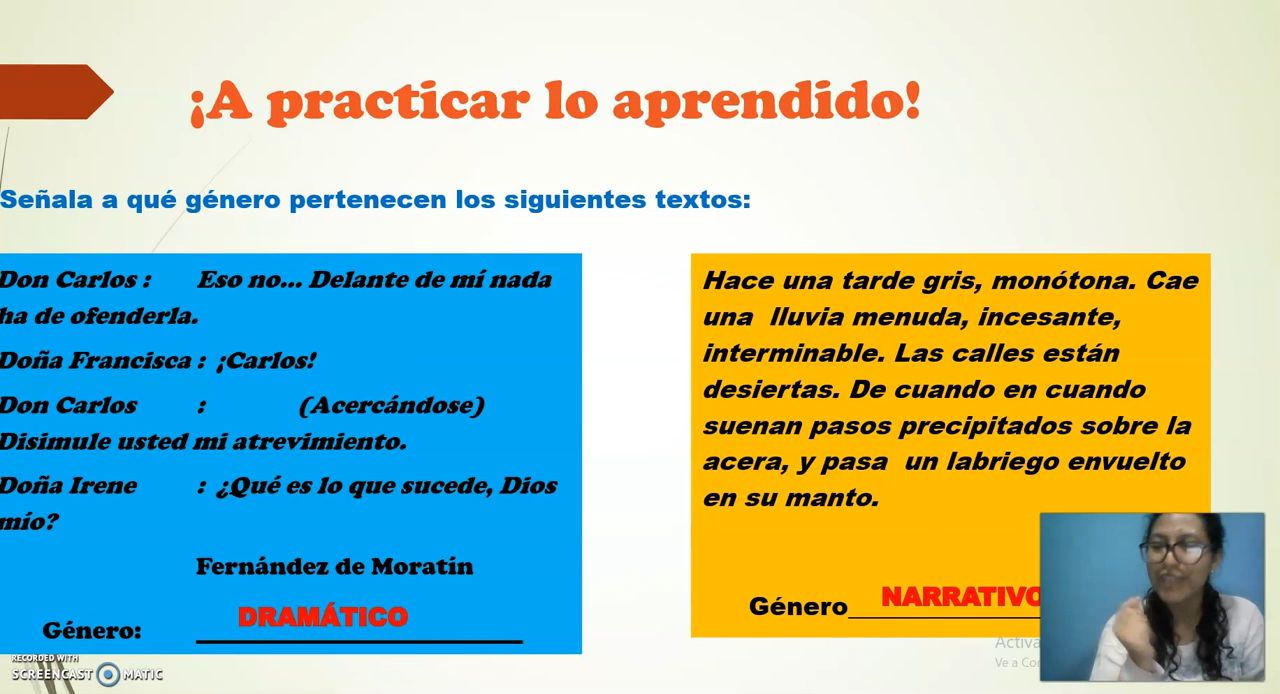 ¡A practicar lo aprendido!
Señala a qué género pertenecen los siguientes textos:
Don Carlos : Eso no... Delante de mí nada
ha de ofenderla.
Doña Francisca : ¡Carlos!
Don Carlos : (Acercándose)
Disimule usted mi atrevimiento.
Doña Irene : ¿Qué es lo que sucede, Dios
mío?
Fernández de Moratín
Género: DRAMÁTICO
Hace una tarde gris, monótona. Cae
una lluvia menuda, incesante,
interminable. Las calles están
desiertas. De cuando en cuando
suenan pasos precipitados sobre la
acera, y pasa un labriego envuelto
en su manto.
Género NARRATIVO
RECORDED WITH
SCREENCAST MATIC
Activa
Ve a Co